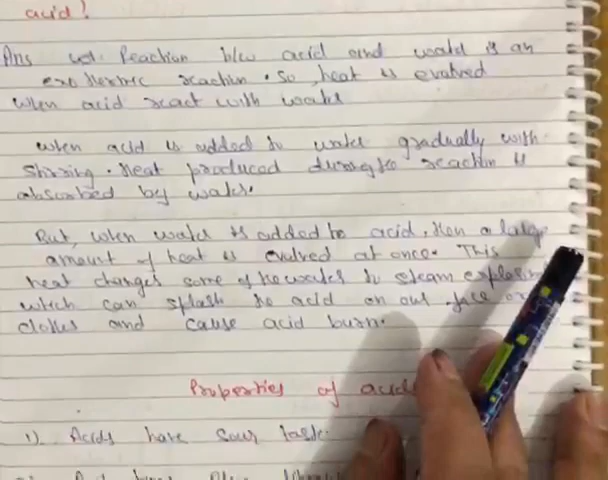 acid!
Ans Reaction b/w acid and water is an
exothermic reaction. So, heat is evolved
when acid react with water
when acid is added to water gradually with
stirring. Heat produced during the reaction is
absorbed by water.
But, when water is added to acid, then a large
amount of heat is evolved at once. This
heat changes some of the water to steam
which can splash the acid on our face or
clothes and cause acid burn.
Properties of
1). Acids have sour taste.